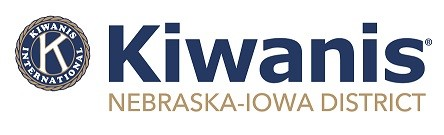 KIWANIS
K
INTERNATIONAL
Kiwanis®
NEBRASKA-IOWA DISTRICT